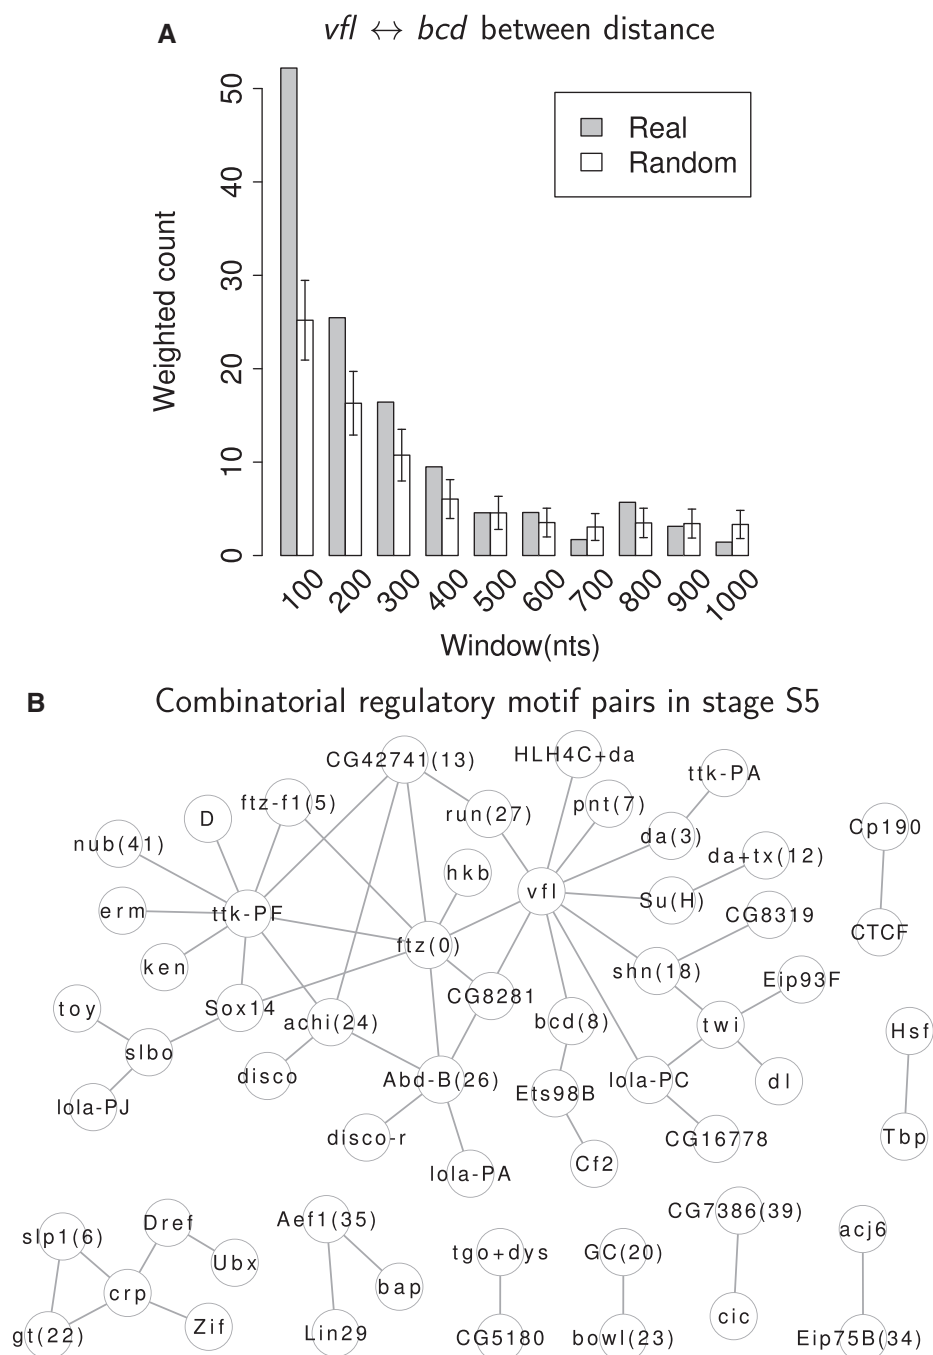 A
vfl ↔ bcd between distance
Weighted count
50
40
30
20
10
0
Real
Random
100 200 300 400 500 600 700 800 900 1000
Window(nts)
B
Combinatorial regulatory motif pairs in stage S5
CG42741(13)
HLH4C+da
ttk-PA
ftz-f1(5)
D
run(27)
pnt(7)
nub(41)
da(3)
da+tx(12)
Cp190
hkb
vfl
Su(H)
erm
ttk-PF
CG8319
ftz(0)
CTCF
ken
shn(18)
Eip93F
toy
Sox14
achi(24)
CG8281
bcd(8)
twi
Hsf
slbo
disco
Abd-B(26)
Ets98B
lola-PC
dl
lola-PJ
disco-r
CG16778
Tbp
lola-PA
Cf2
slp1(6)
Dref
Ubx
crp
gt(22)
Zif
Aef1(35)
bap
Lin29
tgo+dys
CG5180
GC(20)
bowl(23)
CG7386(39)
cic
acj6
Eip75B(34)